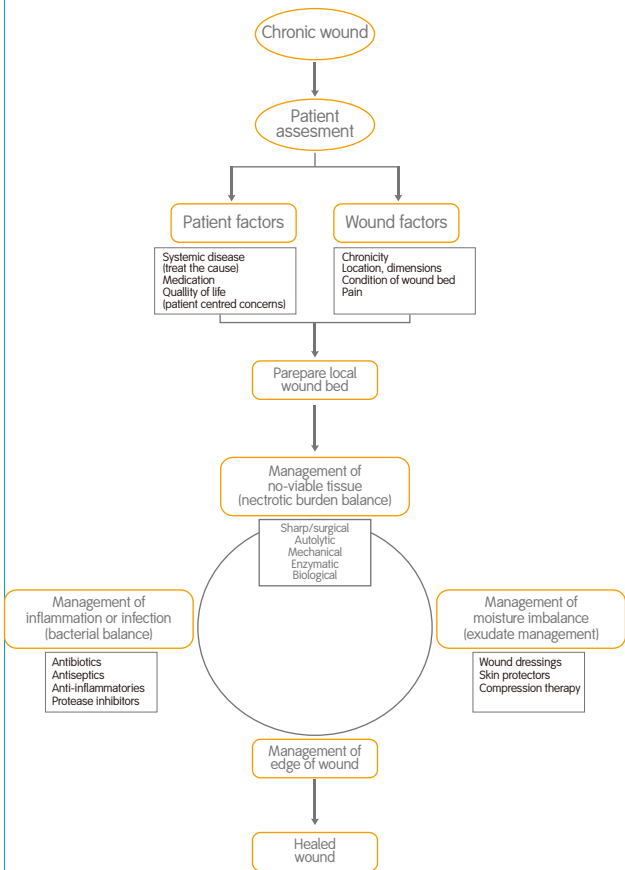 Chronic wound
Patient
assesment
Patient factors
Wound factors
Systemic disease
(treat the cause)
Medication
Quallity of life
(patient centred concerns)
Chronicity
Location, dimensions
Condition of wound bed
Pain
Parepare local
wound bed
Management of
no-viable tissue
(nectrotic burden balance)
Sharp/surgical
Autolytic
Mechanical
Enzymatic
Biological
Management of
inflammation or infection
(bacterial balance)
Antibiotics
Antiseptics
Anti-inflammatories
Protease inhibitors
Management of
moisture imbalance
(exudate management)
Wound dressings
Skin protectors
Compression therapy
Management of
edge of wound
Healed
wound